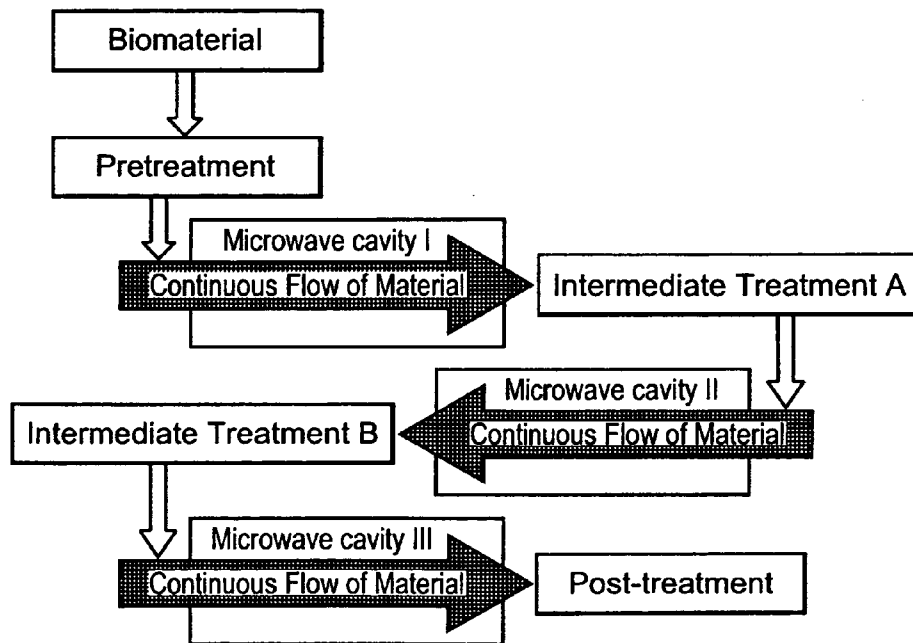 Biomaterial
Pretreatment
Microwave cavity I
Continuous Flow of Material
Intermediate Treatment A
Microwave cavity II
Continuous Flow of Material
Intermediate Treatment B
Microwave cavity III
Continuous Flow of Material
Post-treatment